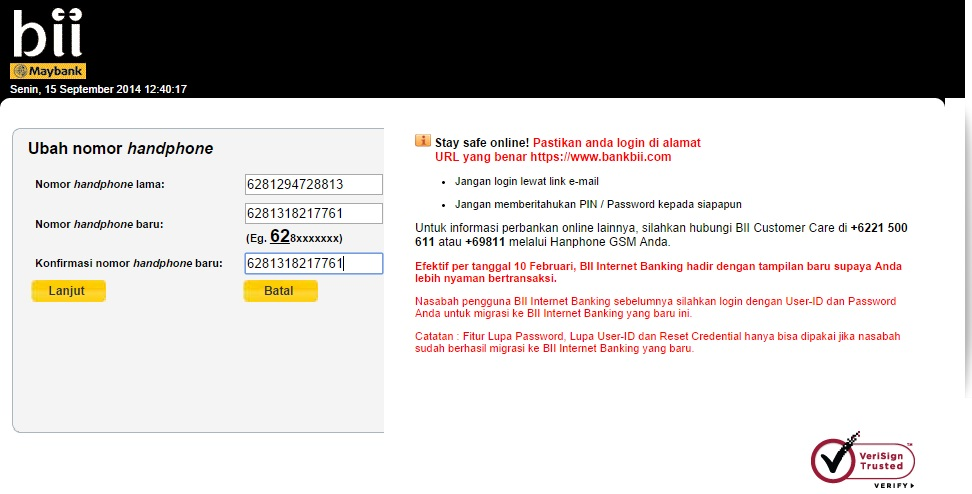 bii
Maybank
Senin, 15 September 2014 12:40:17
Ubah nomor handphone
Nomor handphone lama: 6281294728813
Nomor handphone baru: 6281318217761
(Eg. 628xxxxxxx)
Konfirmasi nomor handphone baru: 6281318217761
Lanjut Batal
Stay safe online! Pastikan anda login di alamat
URL yang benar https://www.bankbii.com
• Jangan login lewat link e-mail
• Jangan memberitahukan PIN / Password kepada siapapun
Untuk informasi perbankan online lainnya, silahkan hubungi BII Customer Care di +6221 500
611 atau +69811 melalui Hanphone GSM Anda.
Efektif per tanggal 10 Februari, BII Internet Banking hadir dengan tampilan baru supaya Anda
lebih nyaman bertransaksi.
Nasabah pengguna BII Internet Banking sebelumnya silahkan login dengan User-ID dan Password
Anda untuk migrasi ke BII Internet Banking yang baru ini.
Catatan : Fitur Lupa Password, Lupa User-ID dan Reset Credential hanya bisa dipakai jika nasabah
sudah berhasil migrasi ke BII Internet Banking yang baru.
VeriSign
Trusted
VERIFY